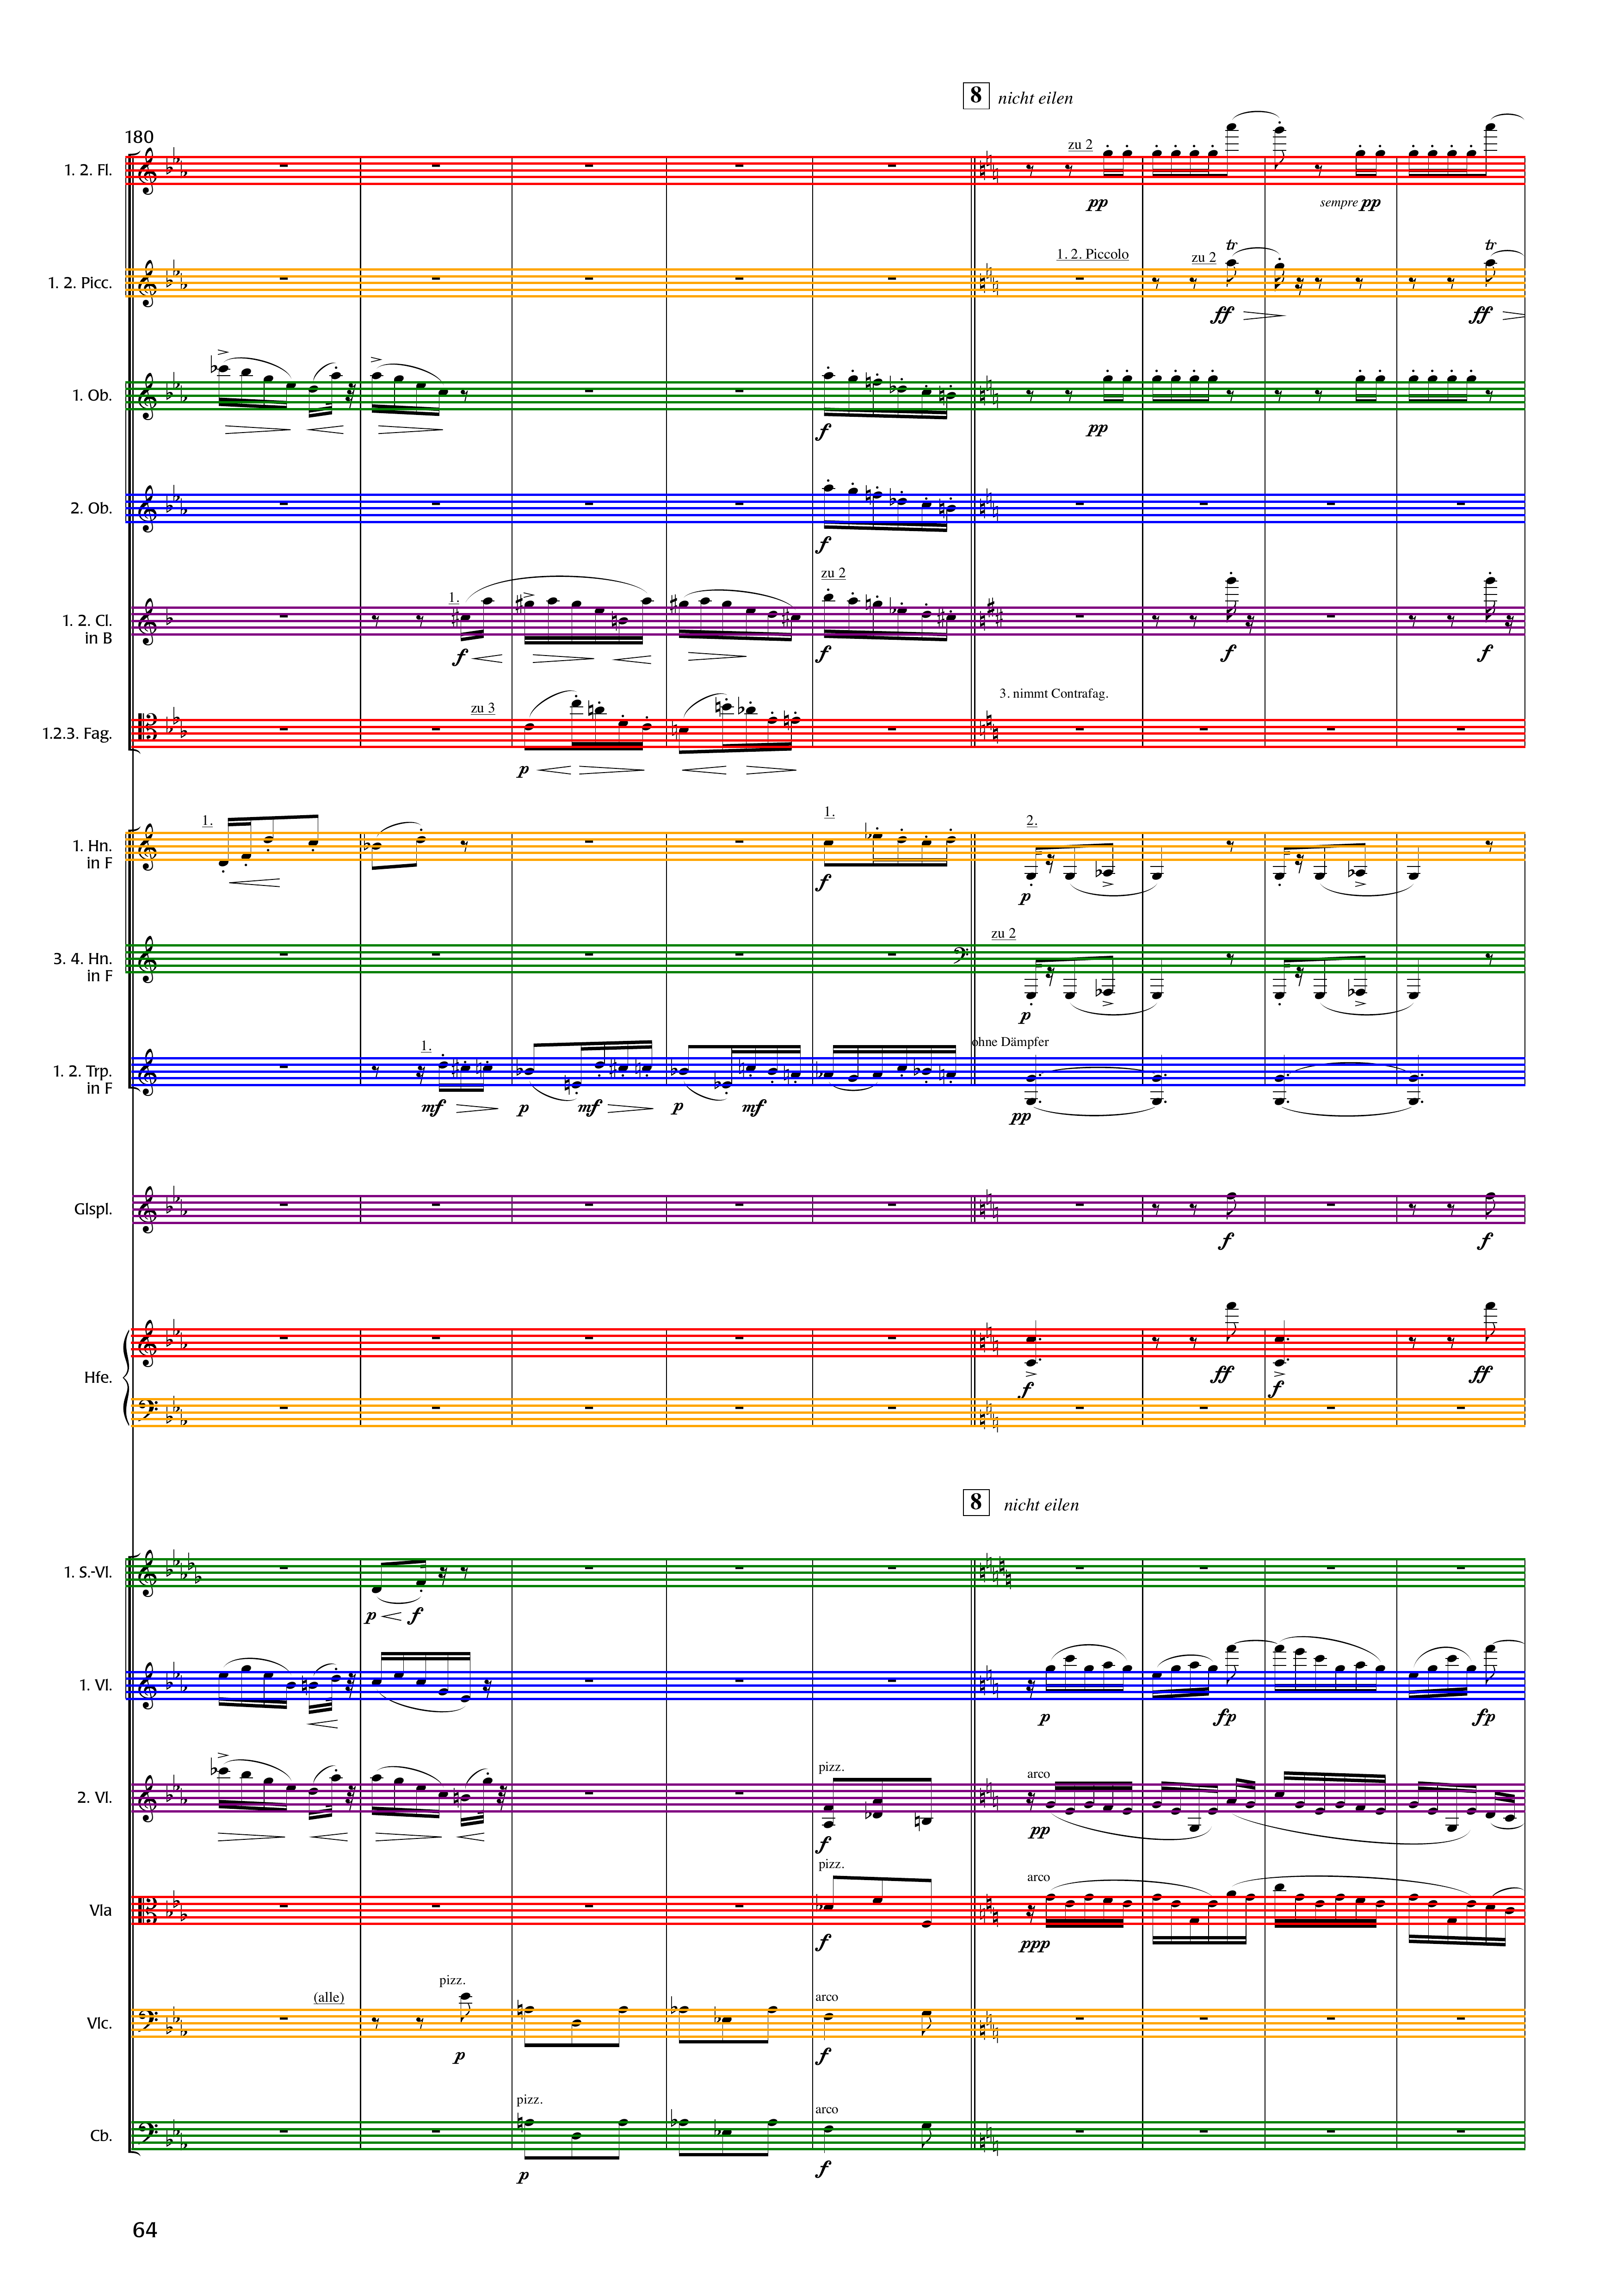 8 nicht eilen
180
zu 2
1. 2. Fl.
pp
sempre pp
1. 2. Piccolo
zu 2
tr
tr
1. 2. Picc.
ff
ff
1. Ob.
pp
f
2. Ob.
f
zu 2
1.
1. 2. Cl.
in B
f
f
f
f
3. nimmt Contrafag.
zu 3
1.2.3. Fag.
p
1.
1.
2.
1. Hn.
in F
f
p
zu 2
3. 4. Hn.
in F
p
ohne Dämpfer
1.
1. 2. Trp.
in F
mf
p
mf
p
mf
pp
Glspl.
f
f
Hfe.
f
ff
f
ff
8 nicht eilen
1. S.-Vl.
p
f
1. Vl.
p
fp
fp
pizz.
arco
2. Vl.
pp
f
pizz.
arco
Vla
f
ppp
pizz.
(alle)
arco
Vlc.
p
f
pizz.
arco
Cb.
p
f
64